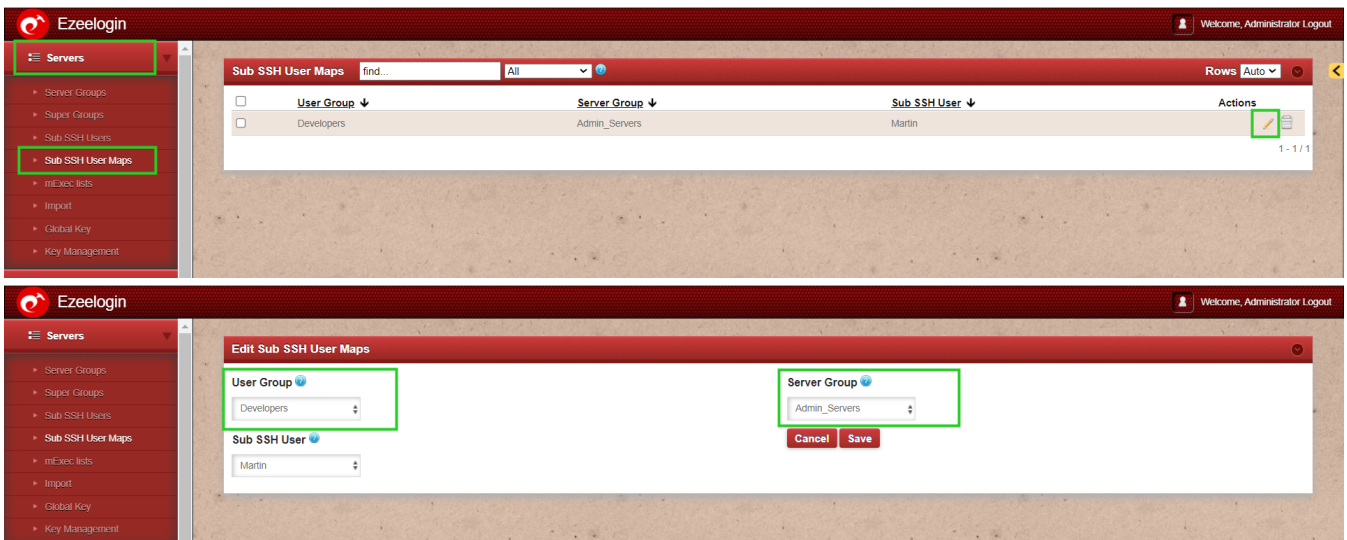 Ezeelogin
Welcome, Administrator Logout
Servers
Server Groups
Super Groups
Sub SSH Users
Sub SSH User Maps
mExec lists
Import
Global Key
Key Management
Sub SSH User Maps find... All Rows Auto
User Group Server Group Sub SSH User Actions
Developers Admin_Servers Martin
1 - 1 / 1
Ezeelogin
Welcome, Administrator Logout
Servers
Server Groups
Super Groups
Sub SSH Users
Sub SSH User Maps
mExec lists
Import
Global Key
Key Management
Edit Sub SSH User Maps
User Group Server Group
Developers Admin_Servers
Sub SSH User Cancel Save
Martin